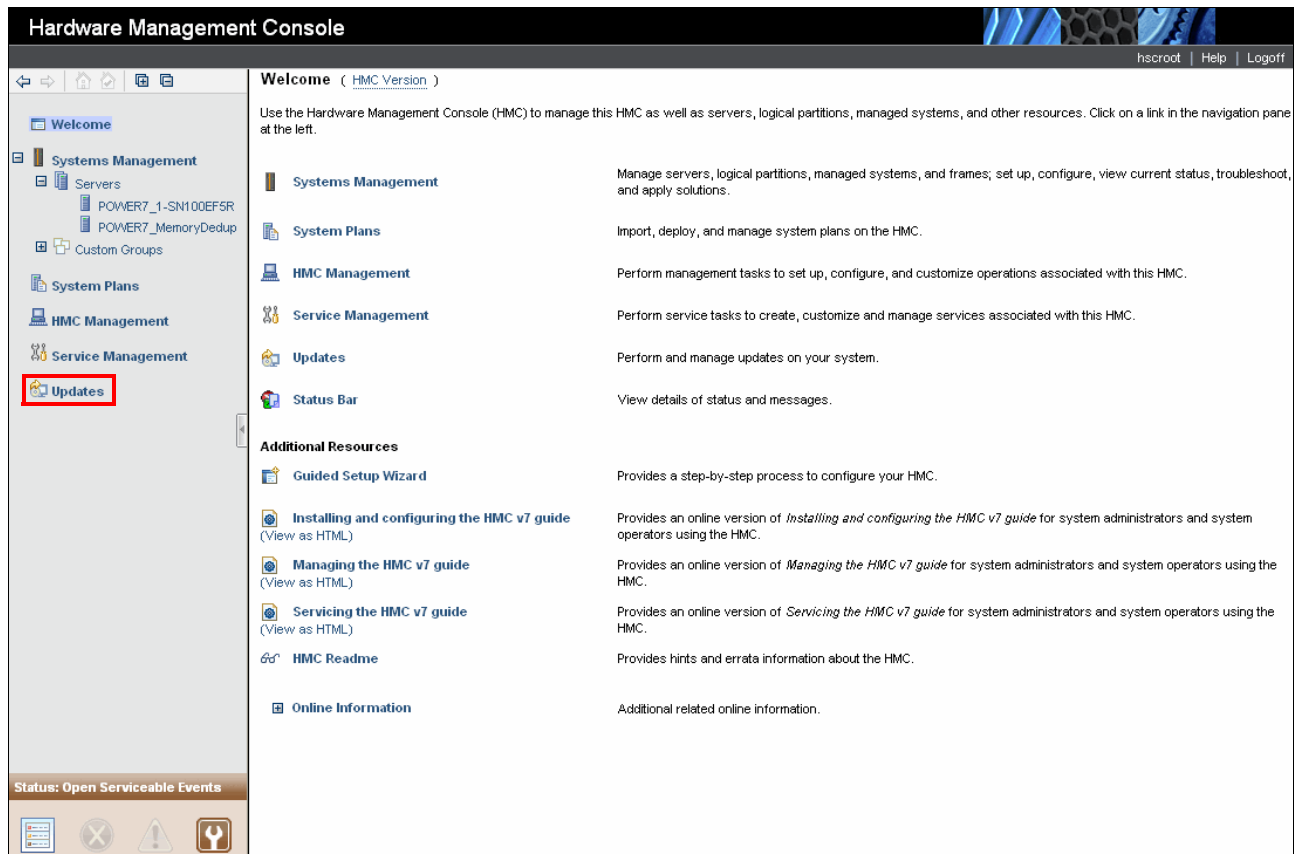 Hardware Management Console
hscroot | Help | Logoff
Welcome
Systems Management
Servers
POWER7_1-SN100EF5R
POWER7_MemoryDedup
Custom Groups
System Plans
HMC Management
Service Management
Updates
Status: Open Serviceable Events
Welcome ( HMC Version )
Use the Hardware Management Console (HMC) to manage this HMC as well as servers, logical partitions, managed systems, and other resources. Click on a link in the navigation pane
at the left.
Systems Management
Manage servers, logical partitions, managed systems, and frames; set up, configure, view current status, troubleshoot,
and apply solutions.
System Plans
Import, deploy, and manage system plans on the HMC.
HMC Management
Perform management tasks to set up, configure, and customize operations associated with this HMC.
Service Management
Perform service tasks to create, customize and manage services associated with this HMC.
Updates
Perform and manage updates on your system.
Status Bar
View details of status and messages.
Additional Resources
Guided Setup Wizard
Provides a step-by-step process to configure your HMC.
Installing and configuring the HMC v7 guide
(View as HTML)
Provides an online version of Installing and configuring the HMC v7 guide for system administrators and system
operators using the HMC.
Managing the HMC v7 guide
(View as HTML)
Provides an online version of Managing the HMC v7 guide for system administrators and system operators using the
HMC.
Servicing the HMC v7 guide
(View as HTML)
Provides an online version of Servicing the HMC v7 guide for system administrators and system operators using the
HMC.
HMC Readme
Provides hints and errata information about the HMC.
Online Information
Additional related online information.